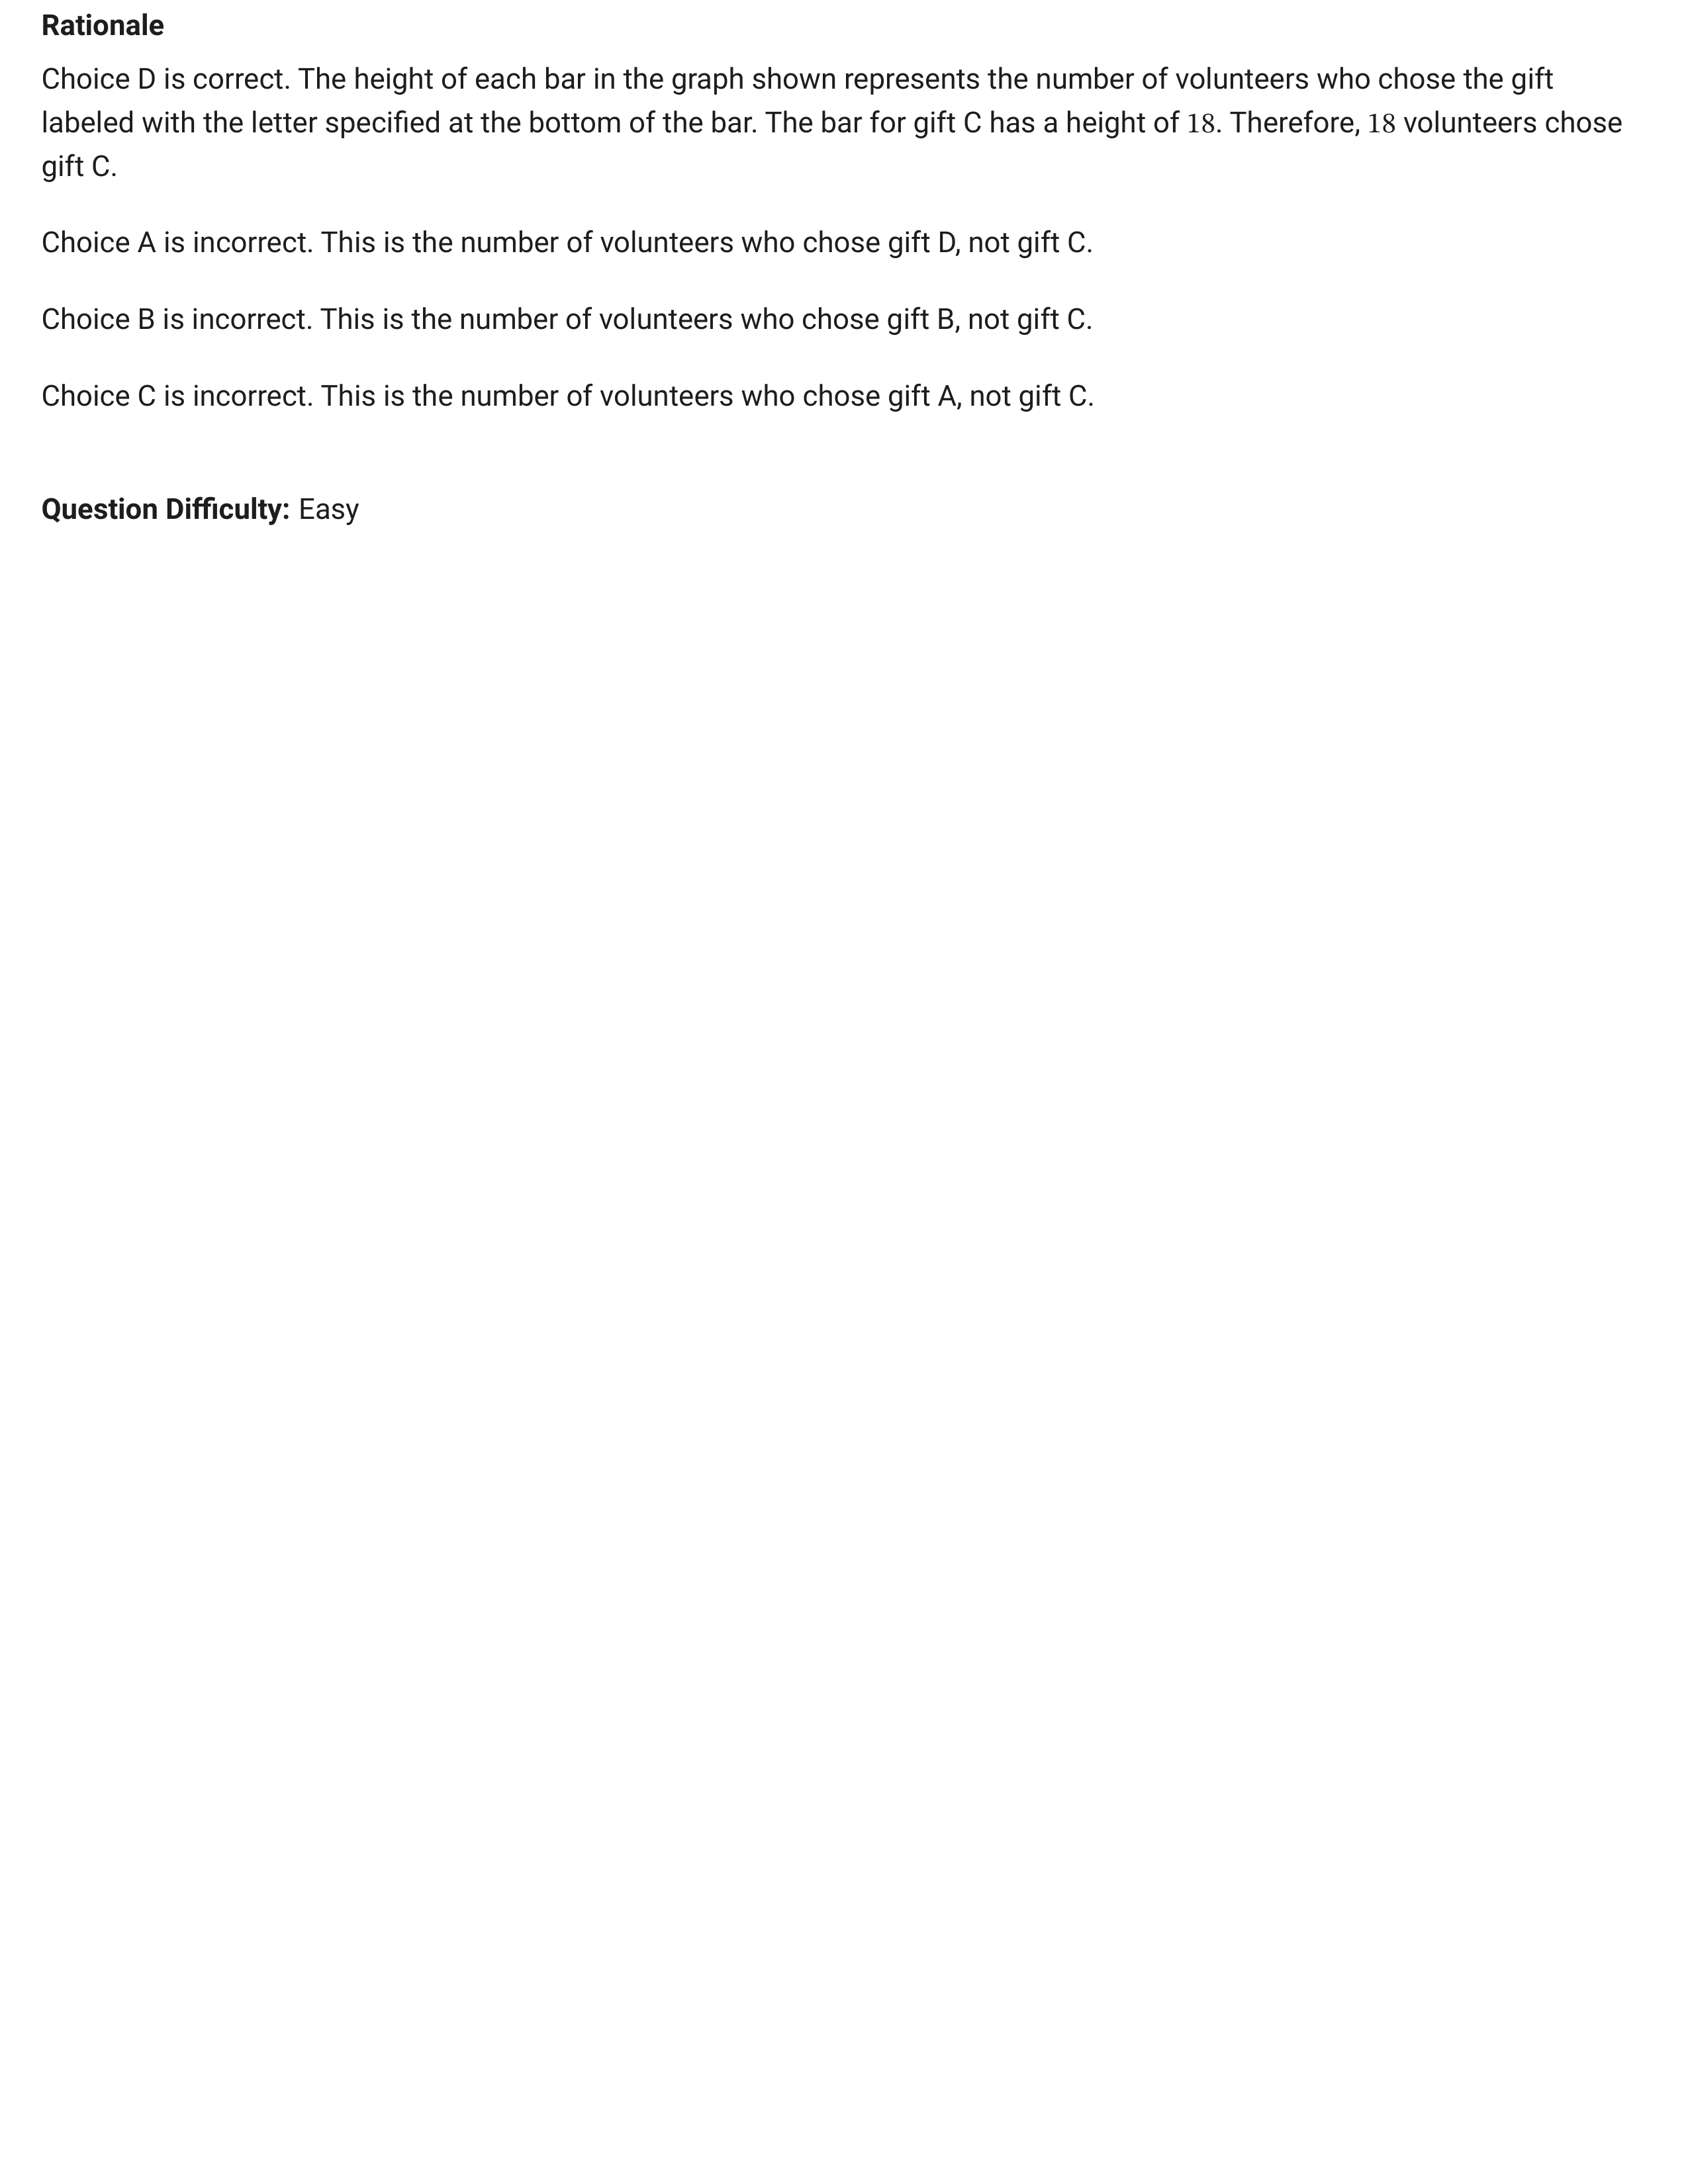 Rationale
Choice D is correct. The height of each bar in the graph shown represents the number of volunteers who chose the gift
labeled with the letter specified at the bottom of the bar. The bar for gift C has a height of 18. Therefore, 18 volunteers chose
gift C.
Choice A is incorrect. This is the number of volunteers who chose gift D, not gift C.
Choice B is incorrect. This is the number of volunteers who chose gift B, not gift C.
Choice C is incorrect. This is the number of volunteers who chose gift A, not gift C.
Question Difficulty: Easy